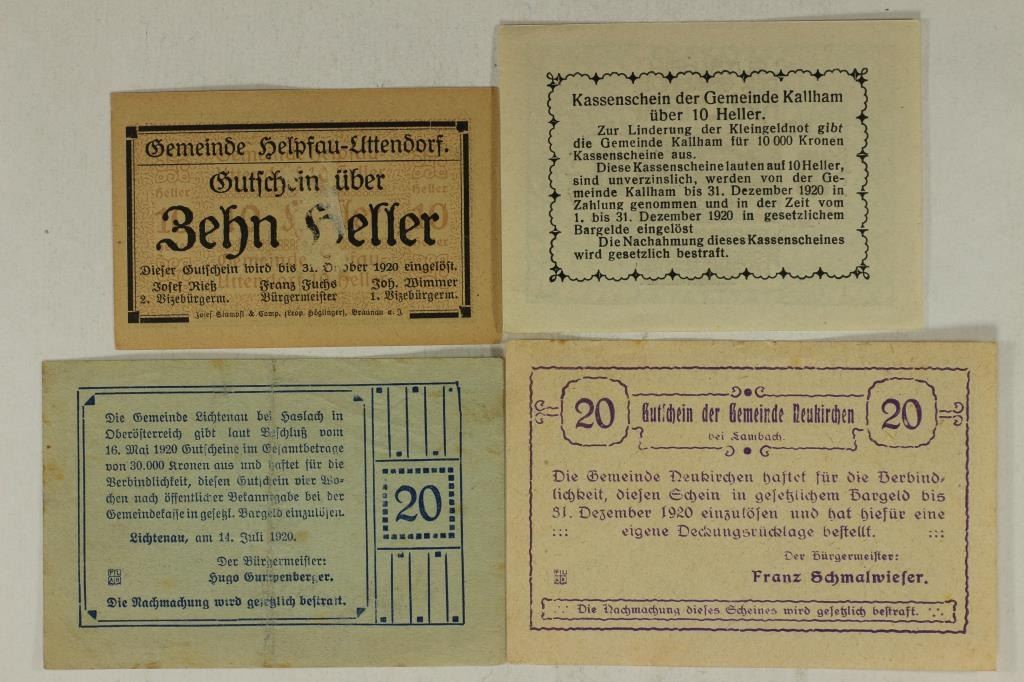 Gemeinde Helpfau-Uttendorf.
Gutschein über
Zehn Heller
Dieser Gutschein wird bis 31. Oktober 1920 eingelöst.
Josef Rieß Franz Fuchs Joh. Wimmer
2. Vizebürgerm. Bürgermeister 1. Vizebürgerm.
Josef Stampfl & Comp. (Leop. Höglinger), Braunau a. I.
Kassenschein der Gemeinde Kallham
über 10 Heller.
Zur Linderung der Kleingeldnot gibt
die Gemeinde Kallham für 10 000 Kronen
Kassenscheine aus.
Diese Kassenscheine lauten auf 10 Heller,
sind unverzinslich, werden von der Ge-
meinde Kallham bis 31. Dezember 1920 in
Zahlung genommen und in der Zeit vom
1. bis 31. Dezember 1920 in gesetzlichem
Bargelde eingelöst
Die Nachahmung dieses Kassenscheines
wird gesetzlich bestraft.
Die Gemeinde Lichtenau bei Haslach in
Oberösterreich gibt laut Beschluß vom
16. Mai 1920 Gutscheine im Gesamtbetrage
von 30.000 Kronen aus und haftet für die
Verbindlichkeit, diesen Gutschein vier Wo-
chen nach öffentlicher Bekanntgabe bei der
Gemeindekasse in gesetzl. Bargeld einzulösen.
Lichtenau, am 14. Juli 1920.
Der Bürgermeister:
Hugo Gumpenberger.
Die Nachmachung wird gesetzlich bestraft.
20
20 Gutschein der Gemeinde Neukirchen 20
bei Lambach.
Die Gemeinde Neukirchen haftet für die Verbind-
lichkeit, diesen Schein in gesetzlichem Bargeld bis
31. Dezember 1920 einzulösen und hat hiefür eine
::: eigene Deckungsrücklage bestellt. :::
Der Bürgermeister:
Franz Schmalwieser.
Die Nachmachung dieses Scheines wird gesetzlich bestraft.